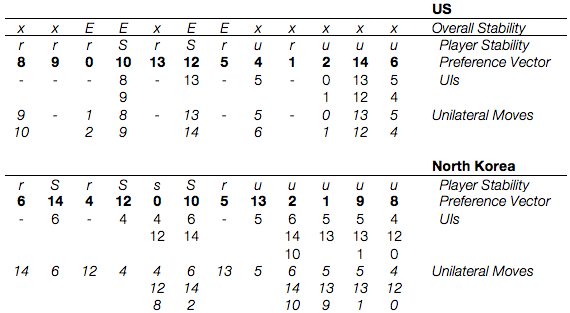 US
x x E E x E E x x x x x Overall Stability
r r r S r S r u r u u u Player Stability
8 9 0 10 13 12 5 4 1 2 14 6 Preference Vector
- - - 8 - 13 - 5 - 0 13 5 UIs
9 1 12 4
9 - 1 8 - 13 - 5 - 0 13 5 Unilateral Moves
10 2 9 14 6 1 12 4
North Korea
r S r S s S r u u u u u Player Stability
6 14 4 12 0 10 5 13 2 1 9 8 Preference Vector
- 6 - 4 4 6 - 5 6 5 5 4 UIs
12 14 14 13 13 12
10 1 0
14 6 12 4 4 6 13 5 6 5 5 4 Unilateral Moves
12 14 14 13 13 12
8 2 10 9 1 0